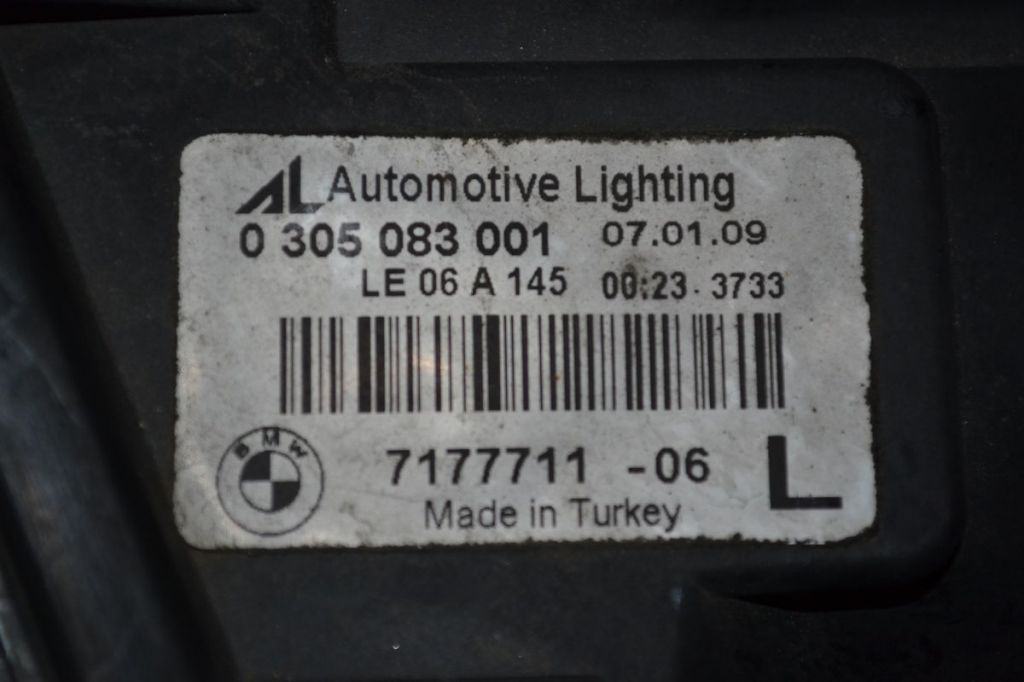 AL Automotive Lighting
0 305 083 001 07.01.09
LE 06 A 145 00:23 . 3733
BMW
7177711 -06 L
Made in Turkey